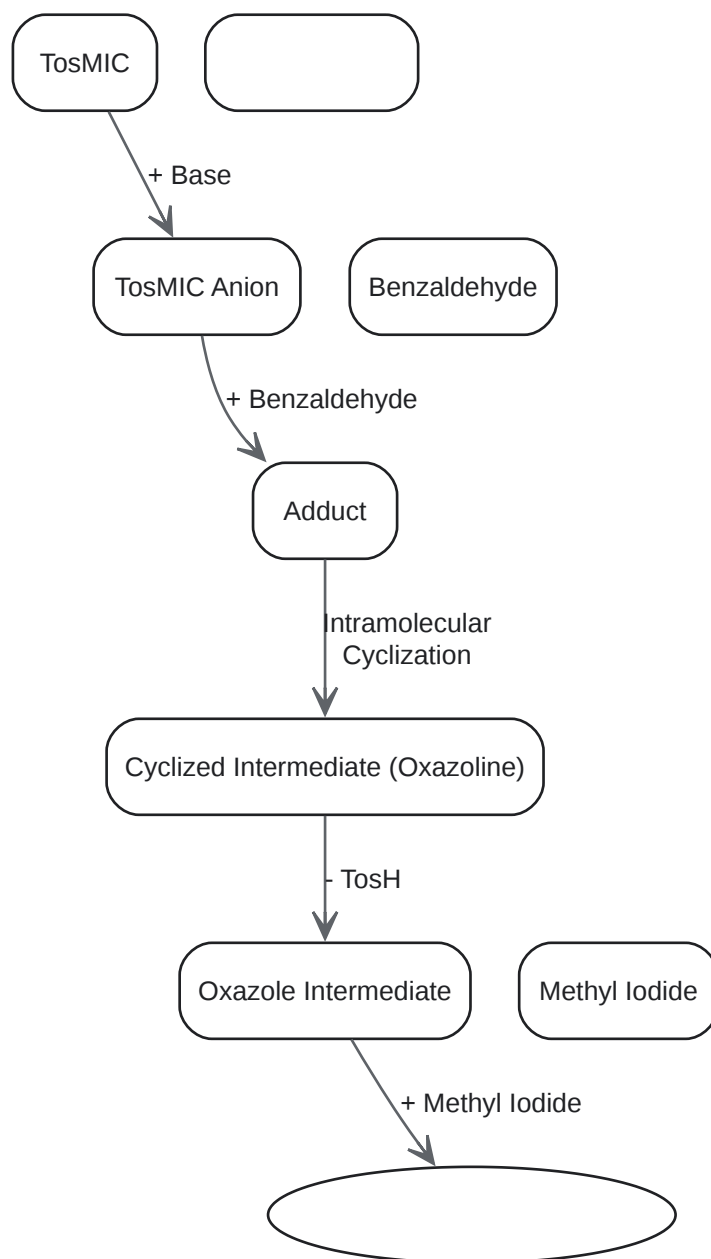 TosMIC
+ Base
TosMIC Anion
Benzaldehyde
+ Benzaldehyde
Adduct
Intramolecular
Cyclization
Cyclized Intermediate (Oxazoline)
- TosH
Oxazole Intermediate
Methyl Iodide
+ Methyl Iodide